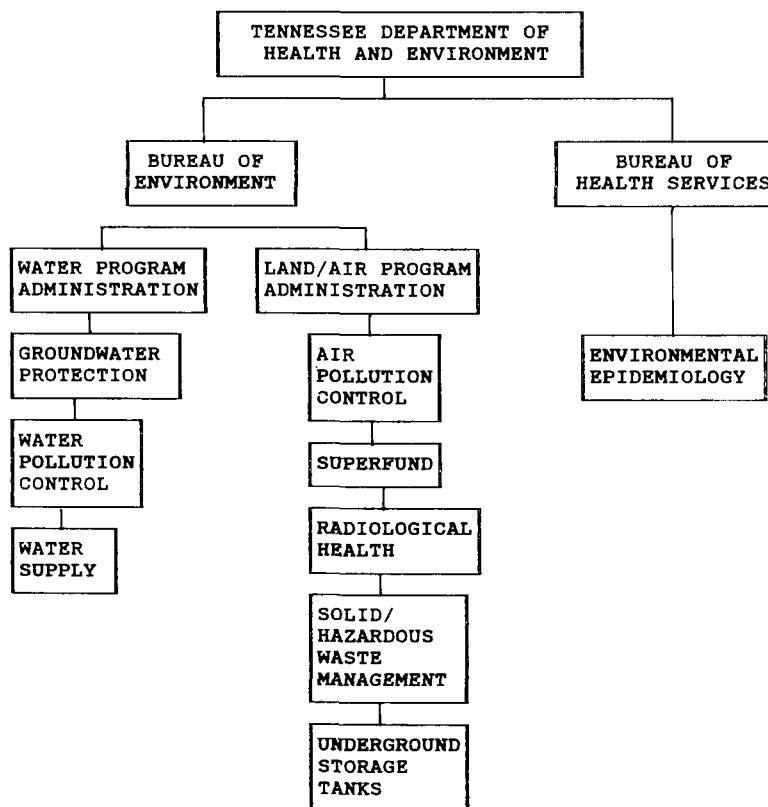 TENNESSEE DEPARTMENT OF
HEALTH AND ENVIRONMENT
BUREAU OF
ENVIRONMENT
BUREAU OF
HEALTH SERVICES
WATER PROGRAM
ADMINISTRATION
LAND/AIR PROGRAM
ADMINISTRATION
GROUNDWATER
PROTECTION
AIR
POLLUTION
CONTROL
ENVIRONMENTAL
EPIDEMIOLOGY
WATER
POLLUTION
CONTROL
SUPERFUND
WATER
SUPPLY
RADIOLOGICAL
HEALTH
SOLID/
HAZARDOUS
WASTE
MANAGEMENT
UNDERGROUND
STORAGE
TANKS